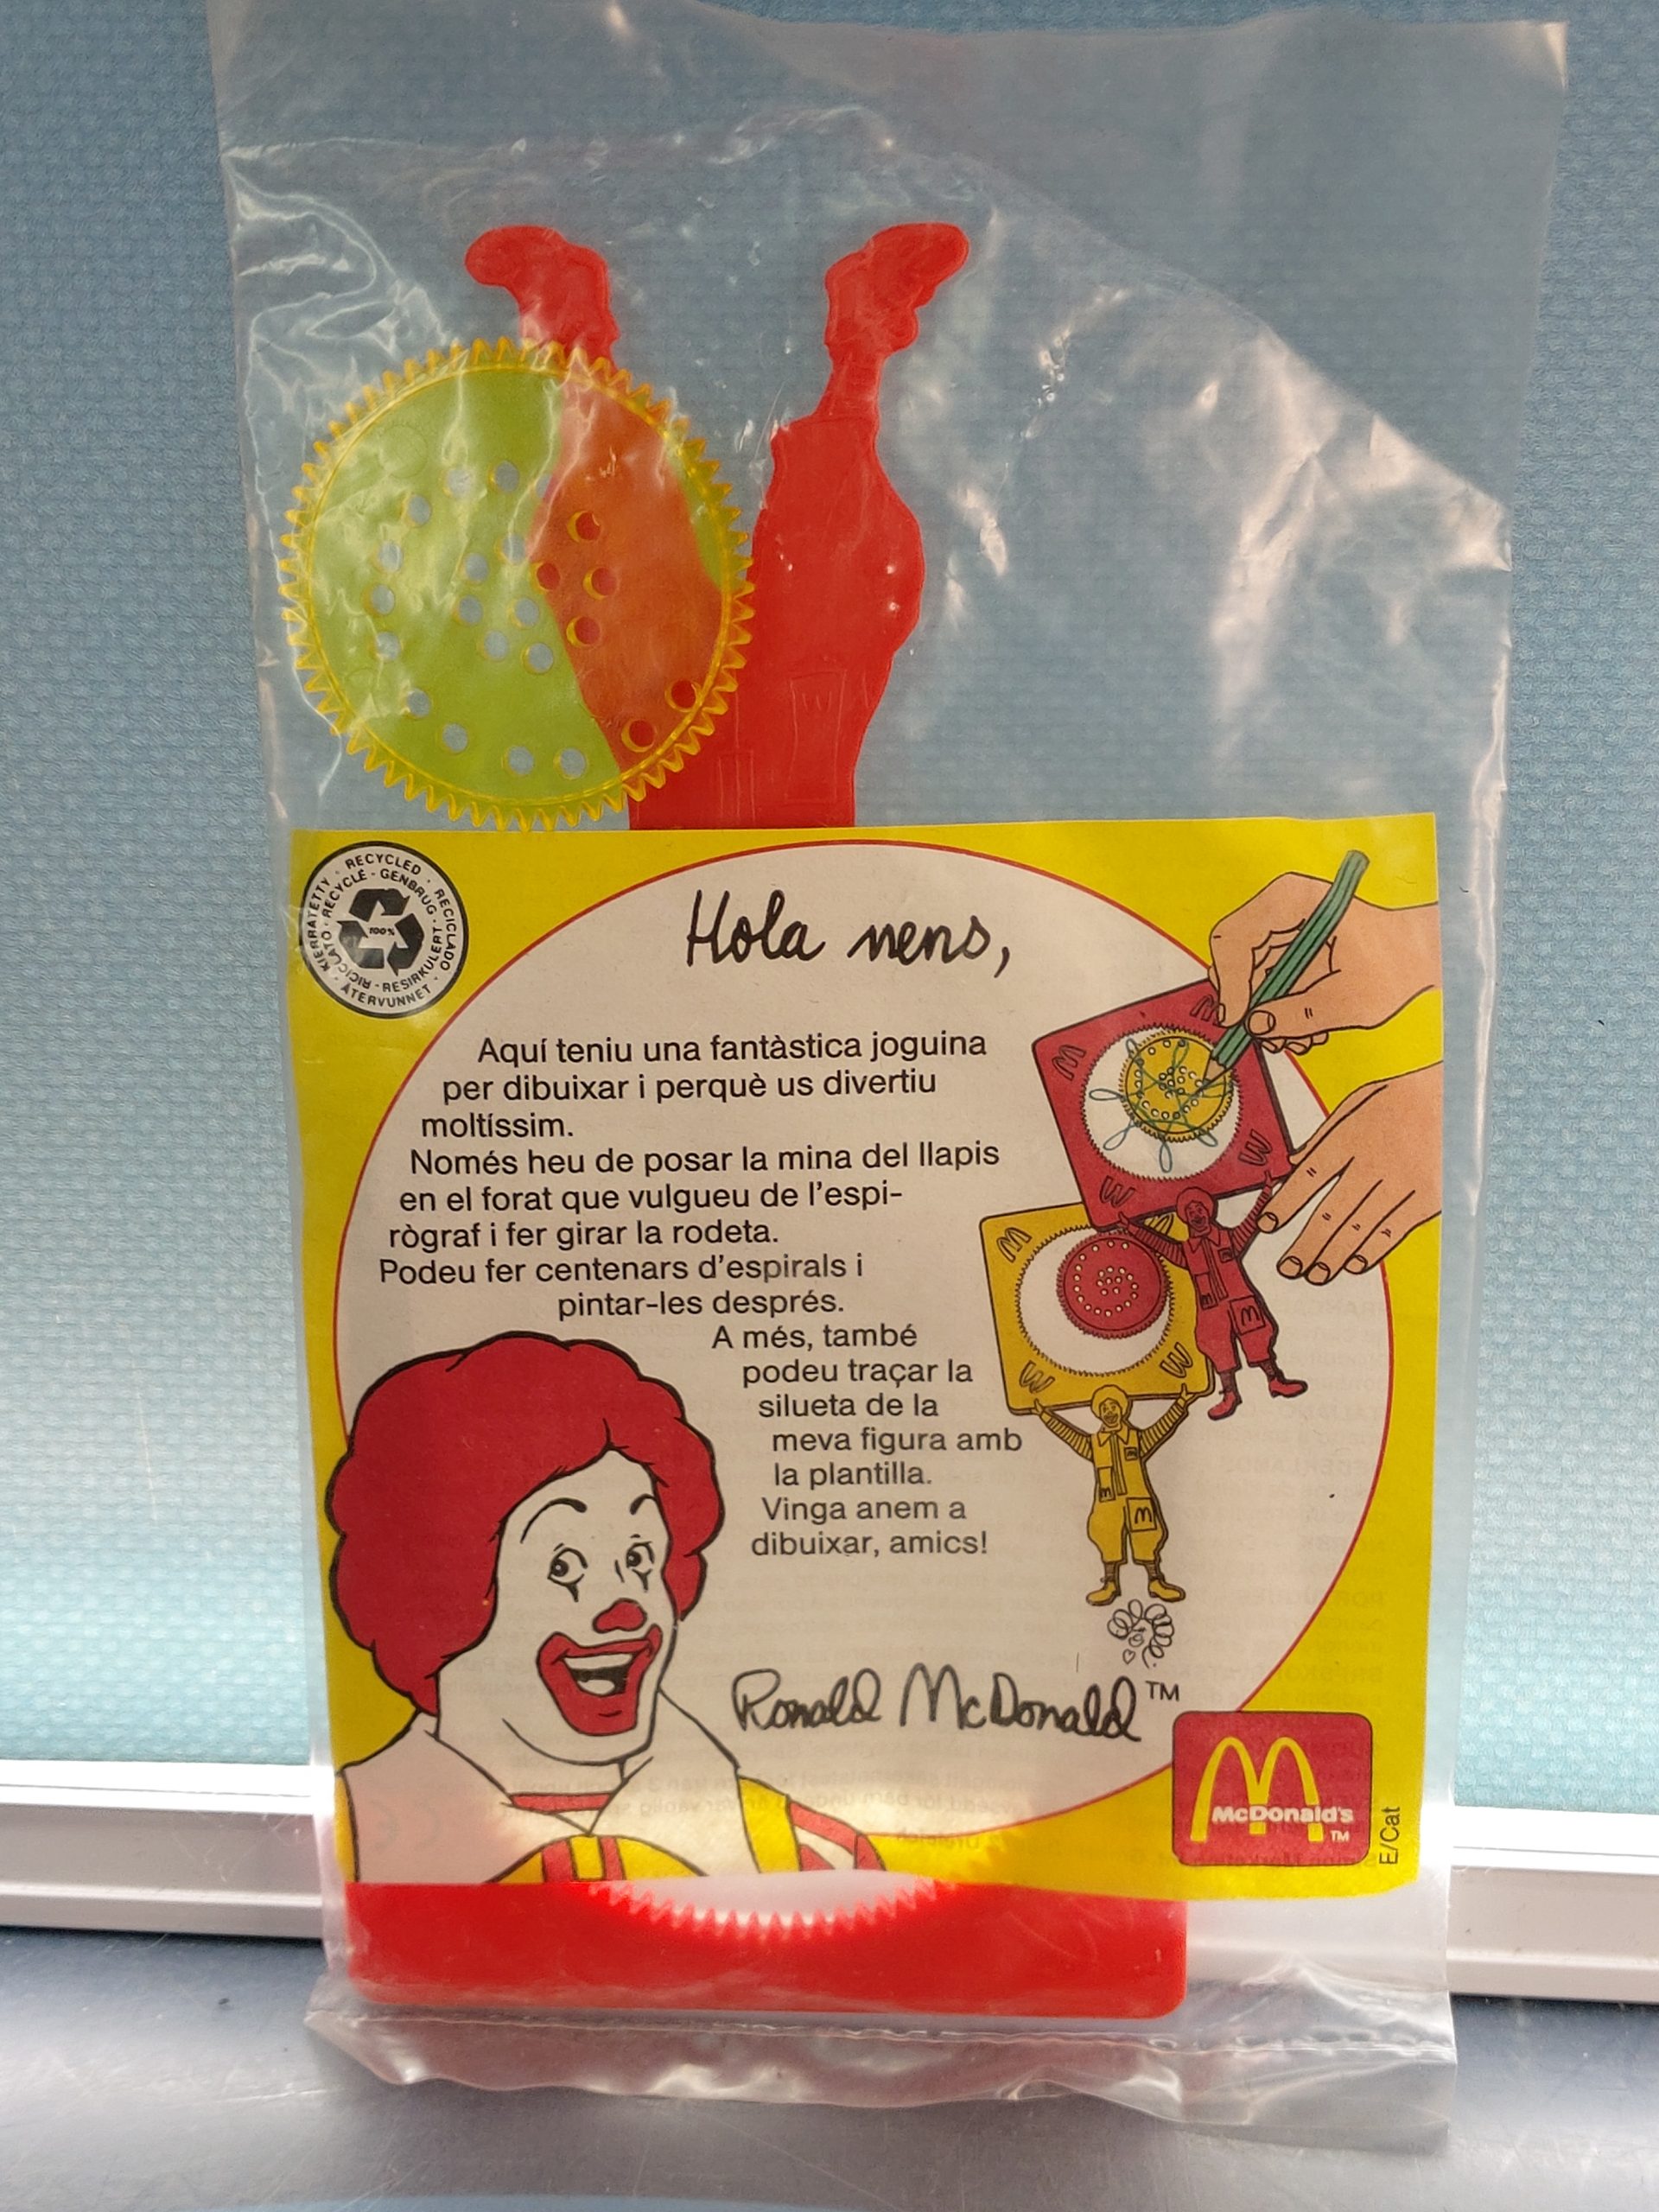 RECYCLED · RECICLADO · RESIRKULERT · ÅTERVUNNET · RICICLATO · KIERRÄTETTY
RECYCLÉ · GENBRUG
100%
Hola nens,
Aquí teniu una fantàstica joguina
per dibuixar i perquè us divertiu
moltíssim.
Només heu de posar la mina del llapis
en el forat que vulgueu de l'espi-
rògraf i fer girar la rodeta.
Podeu fer centenars d'espirals i
pintar-les després.
A més, també
podeu traçar la
silueta de la
meva figura amb
la plantilla.
Vinga anem a
dibuixar, amics!
Ronald McDonald™
McDonald's
TM
E/Cat